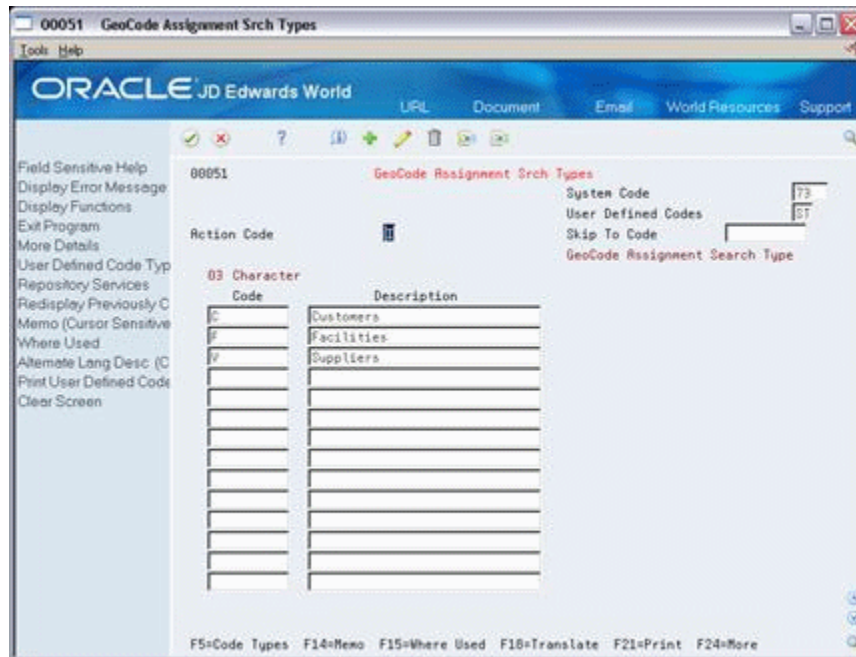 00051 GeoCode Assignment Srch Types
Tools Help
ORACLE JD Edwards World
URL Document Email World Resources Support
Field Sensitive Help
Display Error Message
Display Functions
Exit Program
More Details
User Defined Code Typ
Repository Services
Redisplay Previously C
Memo (Cursor Sensitive
Where Used
Alternate Lang Desc (C
Print User Defined Code
Clear Screen
00051 GeoCode Assignment Srch Types
System Code 73
User Defined Codes ST
Action Code I Skip To Code
GeoCode Assignment Search Type
03 Character
Code Description
C Customers
F Facilities
V Suppliers
F5=Code Types F14=Memo F15=Where Used F18=Translate F21=Print F24=More